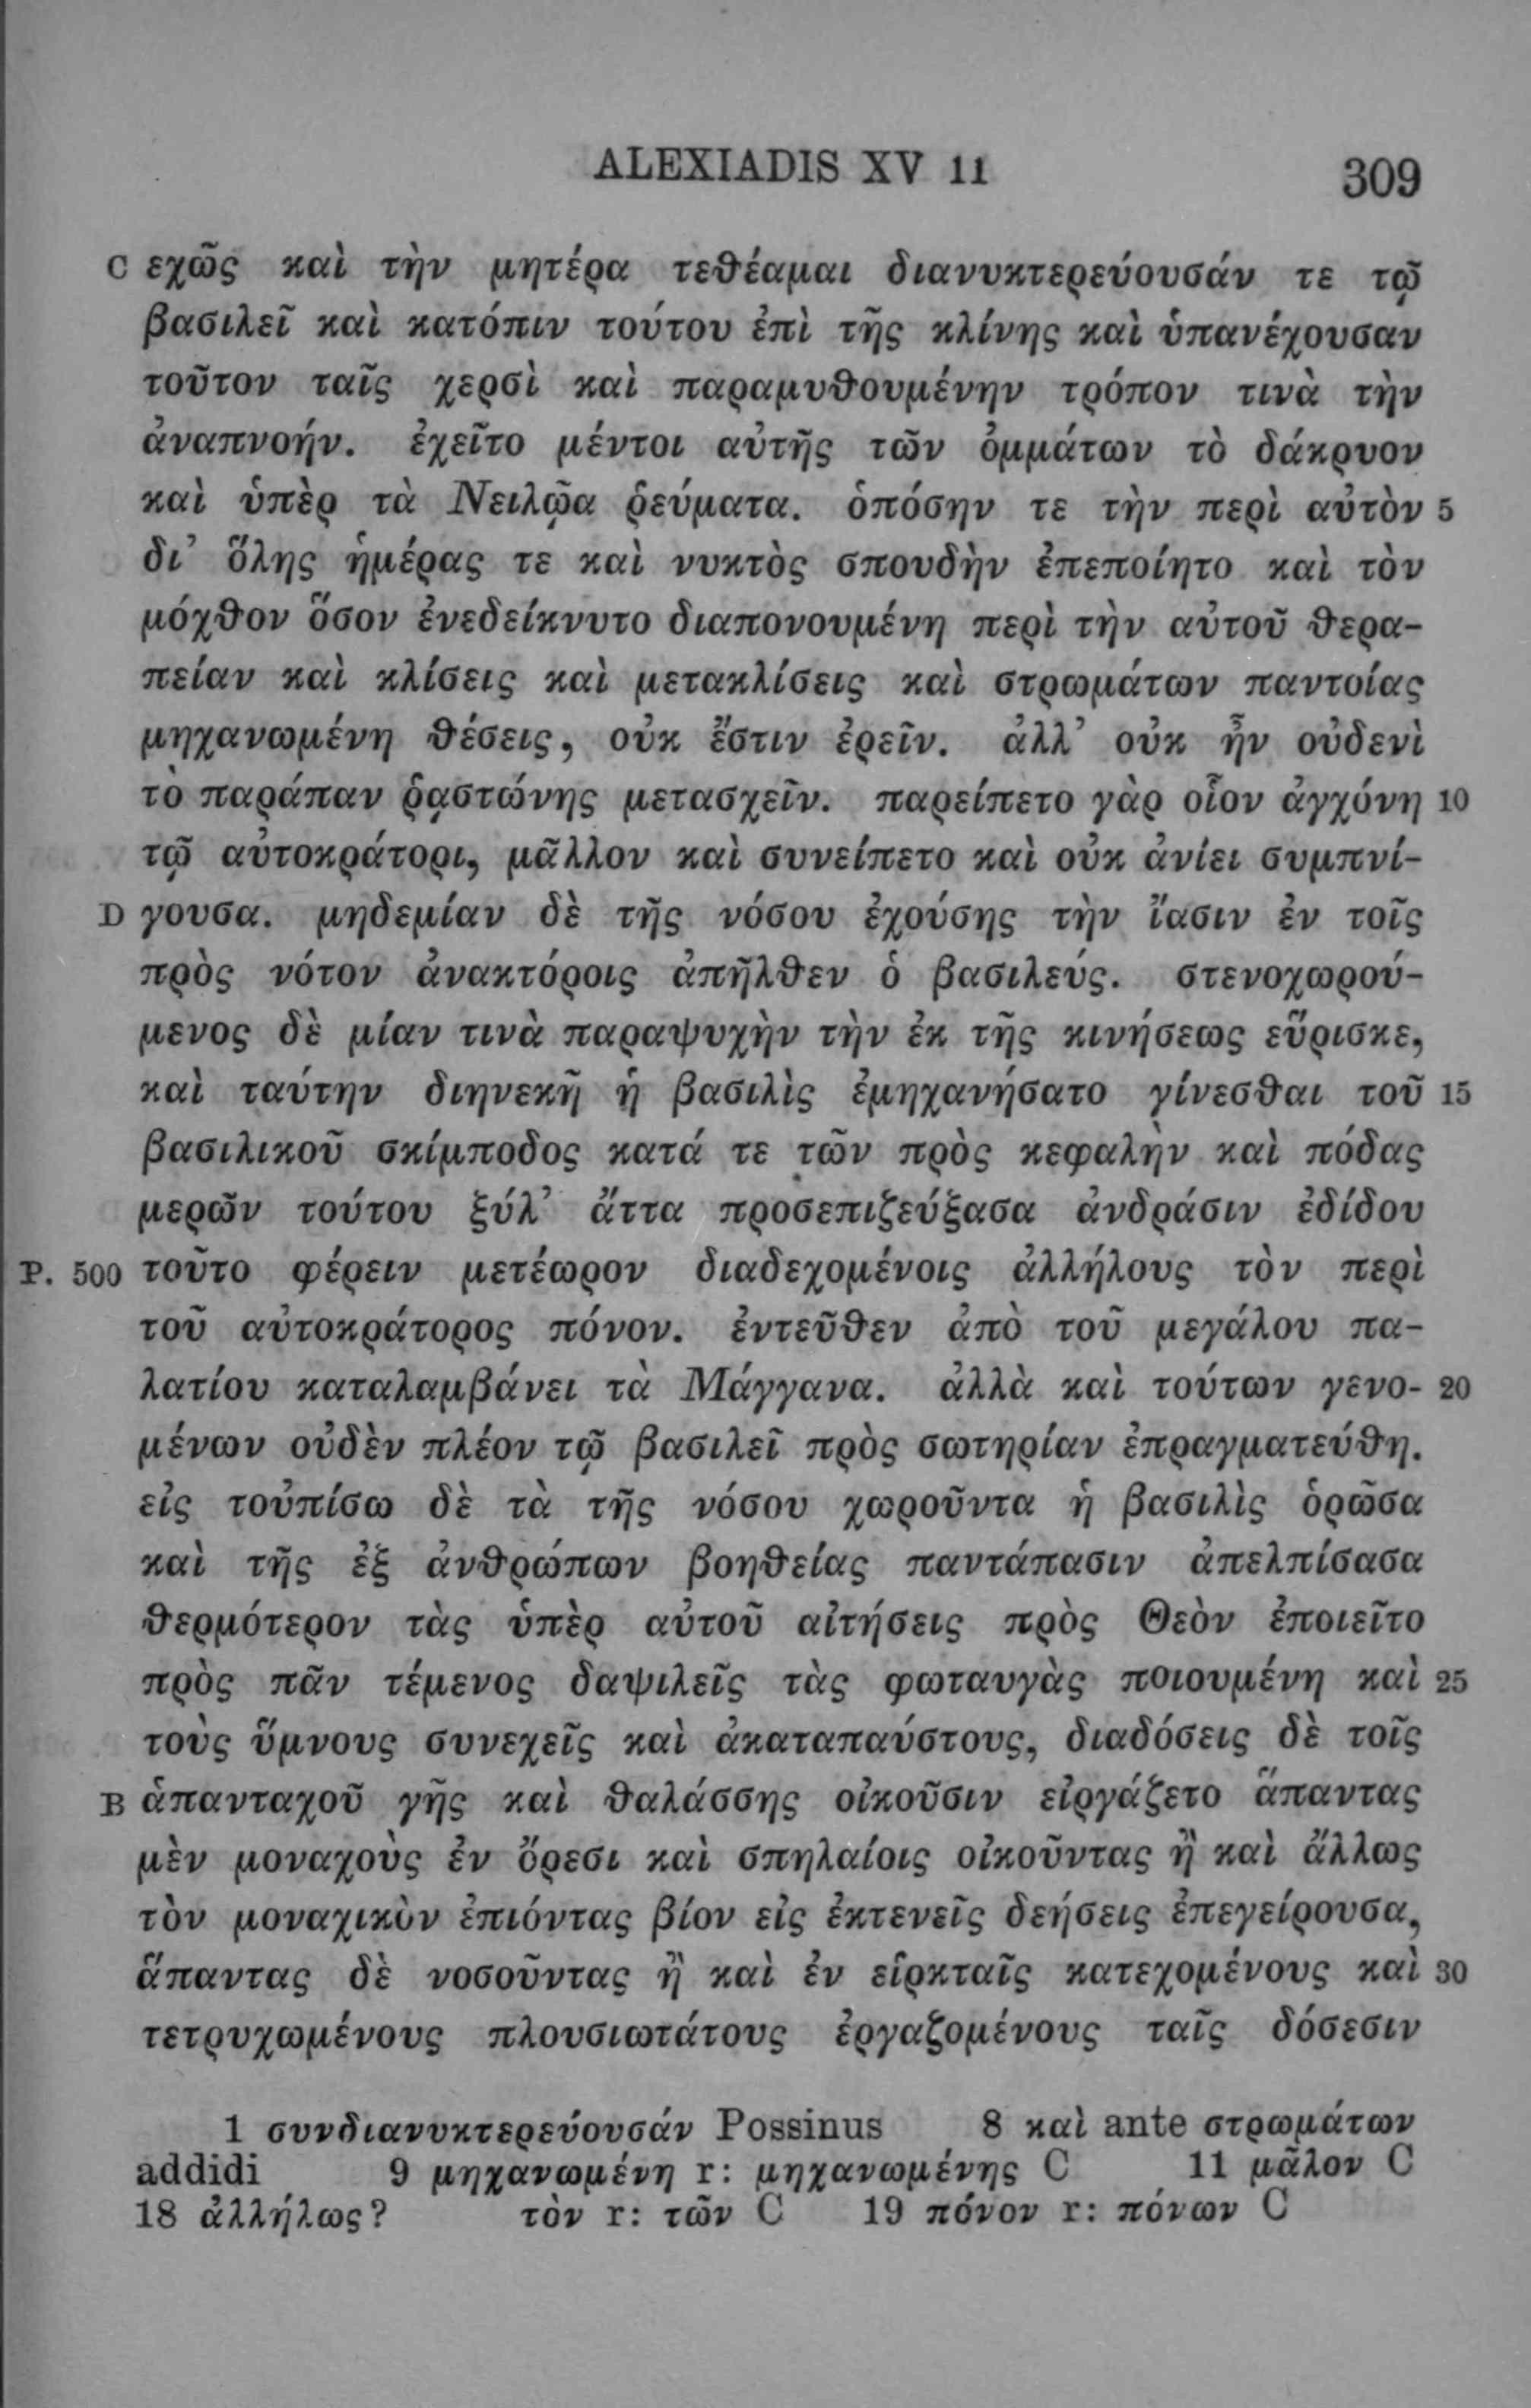 ALEXIADIS XV 11 309
C εχῶς καὶ τὴν μητέρα τεθέαμαι διανυκτερεύουσάν τε τῷ
βασιλεῖ καὶ κατόπιν τούτου ἐπὶ τῆς κλίνης καὶ ὑπανέχουσαν
τοῦτον ταῖς χερσὶ καὶ παραμυθουμένην τρόπον τινὰ τὴν
ἀναπνοήν. ἐχεῖτο μέντοι αὐτῆς τῶν ὀμμάτων τὸ δάκρυον
καὶ ὑπὲρ τὰ Νειλῷα ῥεύματα. ὁπόσην τε τὴν περὶ αὐτὸν 5
δι’ ὅλης ἡμέρας τε καὶ νυκτὸς σπουδὴν ἐπεποίητο καὶ τὸν
μόχθον ὅσον ἐνεδείκνυτο διαπονουμένη περὶ τὴν αὐτοῦ θερα-
πείαν καὶ κλίσεις καὶ μετακλίσεις καὶ στρωμάτων παντοίας
μηχανωμένη θέσεις, οὐκ ἔστιν ἐρεῖν. ἀλλ’ οὐκ ἦν οὐδενὶ
τὸ παράπαν ῥᾳστώνης μετασχεῖν. παρείπετο γὰρ οἷον ἀγχόνη 10
τῷ αὐτοκράτορι, μᾶλλον καὶ συνείπετο καὶ οὐκ ἀνίει συμπνί-
D γουσα. μηδεμίαν δὲ τῆς νόσου ἐχούσης τὴν ἴασιν ἐν τοῖς
πρὸς νότον ἀνακτόροις ἀπῆλθεν ὁ βασιλεύς. στενοχωρού-
μενος δὲ μίαν τινὰ παραψυχὴν τὴν ἐκ τῆς κινήσεως εὕρισκε,
καὶ ταύτην διηνεκῆ ἡ βασιλὶς ἐμηχανήσατο γίνεσθαι τοῦ 15
βασιλικοῦ σκίμποδος κατά τε τῶν πρὸς κεφαλὴν καὶ πόδας
μερῶν τούτου ξύλ’ ἄττα προσεπιζεύξασα ἀνδράσιν ἐδίδου
P. 500 τοῦτο φέρειν μετέωρον διαδεχομένοις ἀλλήλους τὸν περὶ
τοῦ αὐτοκράτορος πόνον. ἐντεῦθεν ἀπὸ τοῦ μεγάλου πα-
λατίου καταλαμβάνει τὰ Μάγγανα. ἀλλὰ καὶ τούτων γενο- 20
μένων οὐδὲν πλέον τῷ βασιλεῖ πρὸς σωτηρίαν ἐπραγματεύθη.
εἰς τοὐπίσω δὲ τὰ τῆς νόσου χωροῦντα ἡ βασιλὶς ὁρῶσα
καὶ τῆς ἐξ ἀνθρώπων βοηθείας παντάπασιν ἀπελπίσασα
θερμότερον τὰς ὑπὲρ αὐτοῦ αἰτήσεις πρὸς Θεὸν ἐποιεῖτο
πρὸς πᾶν τέμενος δαψιλεῖς τὰς φωταυγὰς ποιουμένη καὶ 25
τοὺς ὕμνους συνεχεῖς καὶ ἀκαταπαύστους, διαδόσεις δὲ τοῖς
B ἁπανταχοῦ γῆς καὶ θαλάσσης οἰκοῦσιν εἰργάζετο ἅπαντας
μὲν μοναχοὺς ἐν ὄρεσι καὶ σπηλαίοις οἰκοῦντας ἢ καὶ ἄλλως
τὸν μοναχικὸν ἐπιόντας βίον εἰς ἐκτενεῖς δεήσεις ἐπεγείρουσα,
ἅπαντας δὲ νοσοῦντας ἢ καὶ ἐν εἱρκταῖς κατεχομένους καὶ 30
τετρυχωμένους πλουσιωτάτους ἐργαζομένους ταῖς δόσεσιν
1 συνδιανυκτερεύουσάν Possinus 8 καὶ ante στρωμάτων
addidi 9 μηχανωμένη r: μηχανωμένης C 11 μᾶλον C
18 ἀλλήλως? τὸν r: τῶν C 19 πόνον r: πόνων C